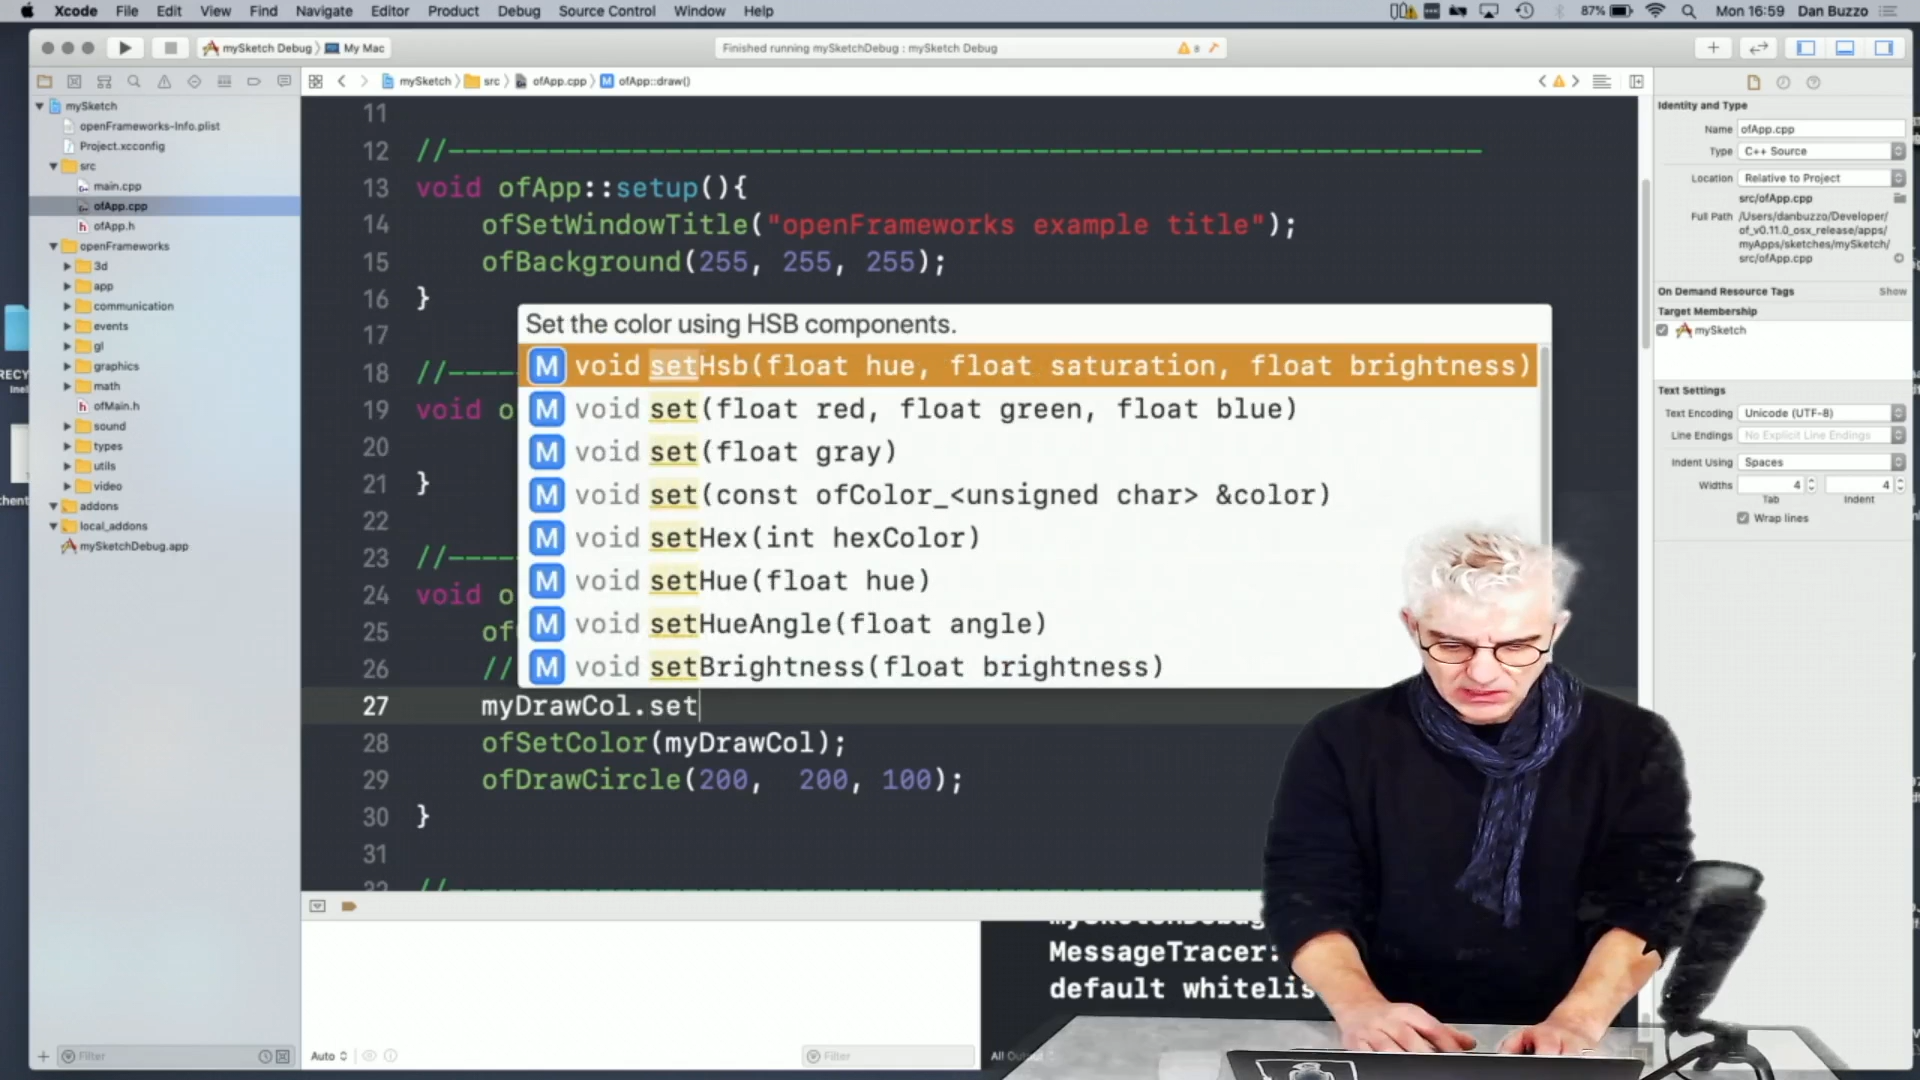 Xcode File Edit View Find Navigate Editor Product Debug Source Control Window Help
87% Mon 16:59 Dan Buzzo
mySketch Debug My Mac
Finished running mySketchDebug : mySketch Debug
8
mySketch src ofApp.cpp ofApp::draw()
mySketch
openFrameworks-Info.plist
Project.xcconfig
src
main.cpp
ofApp.cpp
ofApp.h
openFrameworks
3d
app
communication
events
gl
graphics
math
ofMain.h
sound
types
utils
video
addons
local_addons
mySketchDebug.app
11
12 //
13 void ofApp::setup(){
14 ofSetWindowTitle("openFrameworks example title");
15 ofBackground(255, 255, 255);
16 }
17
18 //
19 void o
20
21 }
22
23 //
24 void o
25 of
26 //
27 myDrawCol.set
28 ofSetColor(myDrawCol);
29 ofDrawCircle(200, 200, 100);
30 }
31
32 //
Set the color using HSB components.
M void setHsb(float hue, float saturation, float brightness)
M void set(float red, float green, float blue)
M void set(float gray)
M void set(const ofColor_<unsigned char> &color)
M void setHex(int hexColor)
M void setHue(float hue)
M void setHueAngle(float angle)
M void setBrightness(float brightness)
Identity and Type
Name ofApp.cpp
Type C++ Source
Location Relative to Project
src/ofApp.cpp
Full Path /Users/danbuzzo/Developer/
of_v0.11.0_osx_release/apps/
myApps/sketches/mySketch/
src/ofApp.cpp
On Demand Resource Tags Show
Target Membership
mySketch
Text Settings
Text Encoding Unicode (UTF-8)
Line Endings No Explicit Line Endings
Indent Using Spaces
Widths 4 4
Tab Indent
Wrap lines
RECY
MessageTracer:
default whitelis
Filter
Auto
Filter
All Out